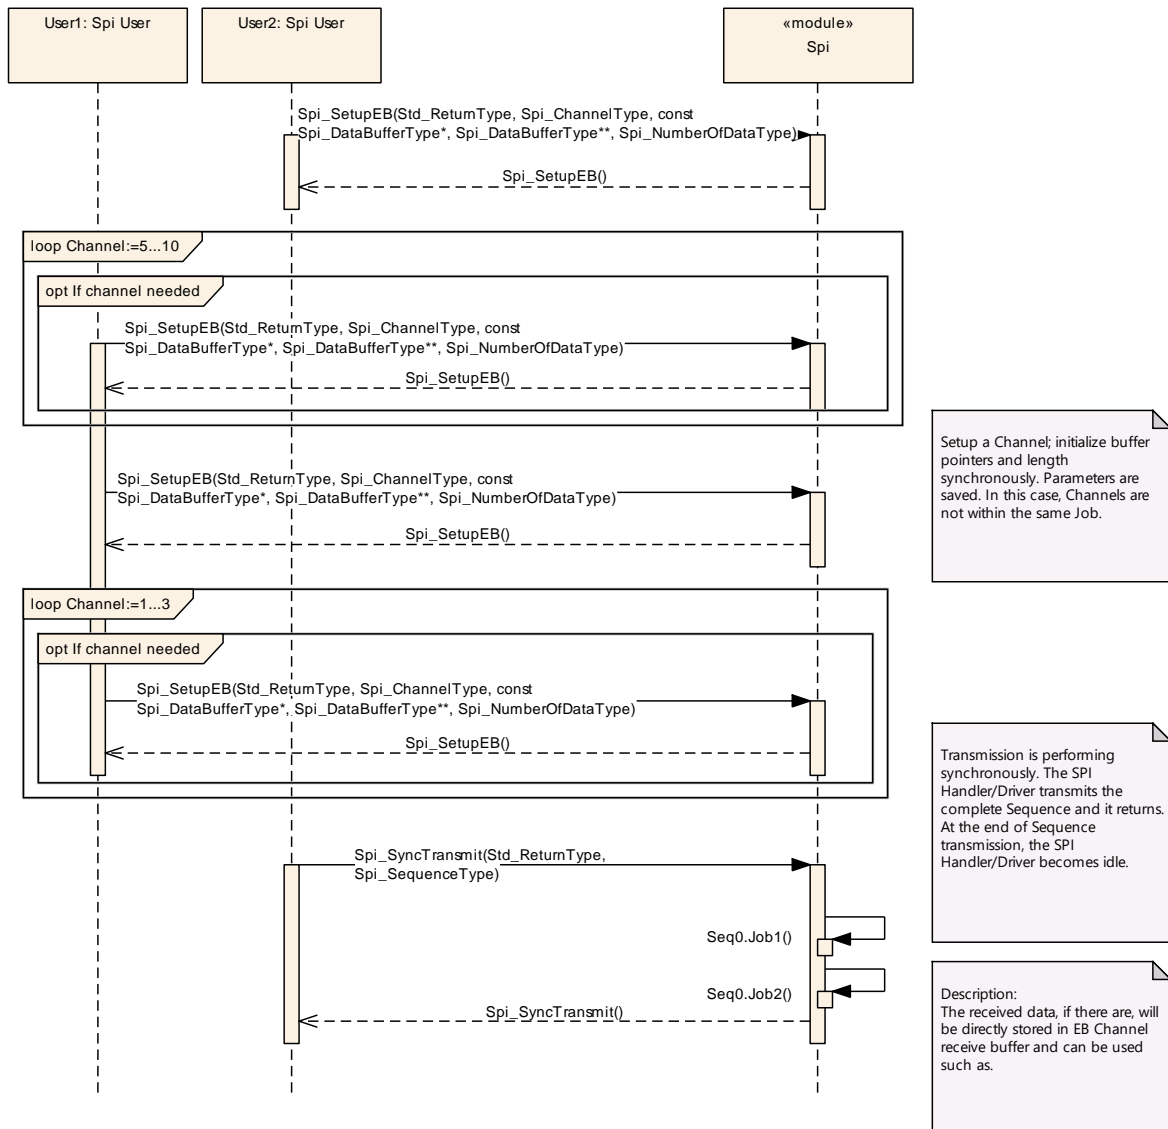 User1: Spi User
User2: Spi User
«module»
Spi
Spi_SetupEB(Std_ReturnType, Spi_ChannelType, const
Spi_DataBufferType*, Spi_DataBufferType**, Spi_NumberOfDataType)
Spi_SetupEB()
loop Channel:=5...10
opt If channel needed
Spi_SetupEB(Std_ReturnType, Spi_ChannelType, const
Spi_DataBufferType*, Spi_DataBufferType**, Spi_NumberOfDataType)
Spi_SetupEB()
Setup a Channel; initialize buffer
pointers and length
synchronously. Parameters are
saved. In this case, Channels are
not within the same Job.
Spi_SetupEB(Std_ReturnType, Spi_ChannelType, const
Spi_DataBufferType*, Spi_DataBufferType**, Spi_NumberOfDataType)
Spi_SetupEB()
loop Channel:=1...3
opt If channel needed
Spi_SetupEB(Std_ReturnType, Spi_ChannelType, const
Spi_DataBufferType*, Spi_DataBufferType**, Spi_NumberOfDataType)
Spi_SetupEB()
Transmission is performing
synchronously. The SPI
Handler/Driver transmits the
complete Sequence and it returns.
At the end of Sequence
transmission, the SPI
Handler/Driver becomes idle.
Spi_SyncTransmit(Std_ReturnType,
Spi_SequenceType)
Seq0.Job1()
Seq0.Job2()
Spi_SyncTransmit()
Description:
The received data, if there are, will
be directly stored in EB Channel
receive buffer and can be used
such as.